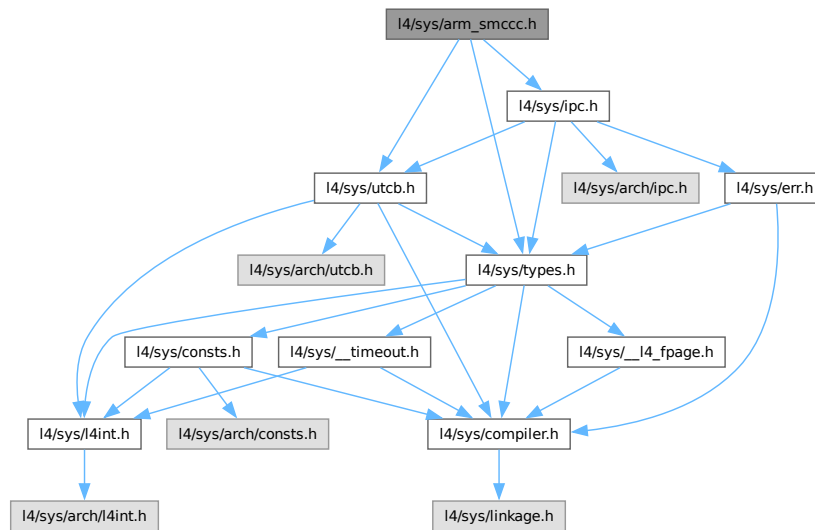 l4/sys/arm_smccc.h
l4/sys/ipc.h
l4/sys/utcb.h
l4/sys/arch/ipc.h
l4/sys/err.h
l4/sys/arch/utcb.h
l4/sys/types.h
l4/sys/consts.h
l4/sys/__timeout.h
l4/sys/__l4_fpage.h
l4/sys/l4int.h
l4/sys/arch/consts.h
l4/sys/compiler.h
l4/sys/arch/l4int.h
l4/sys/linkage.h